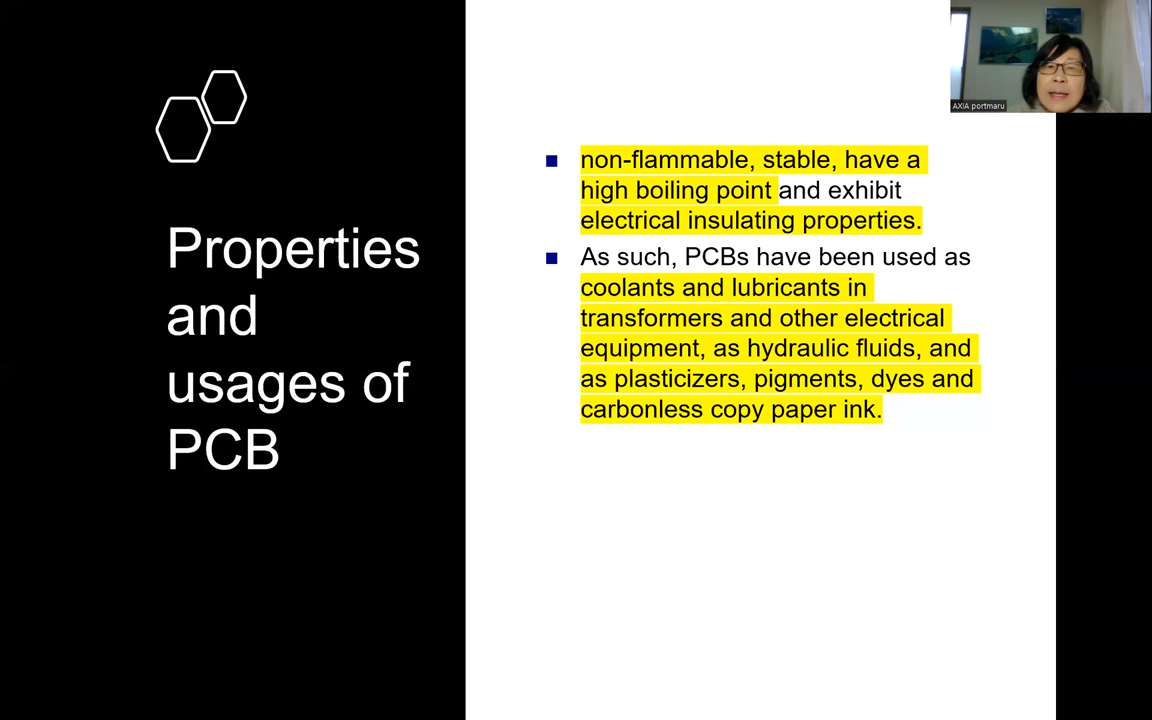 AXIA portmaru
Properties
and
usages of
PCB
non-flammable, stable, have a
high boiling point and exhibit
electrical insulating properties.
As such, PCBs have been used as
coolants and lubricants in
transformers and other electrical
equipment, as hydraulic fluids, and
as plasticizers, pigments, dyes and
carbonless copy paper ink.